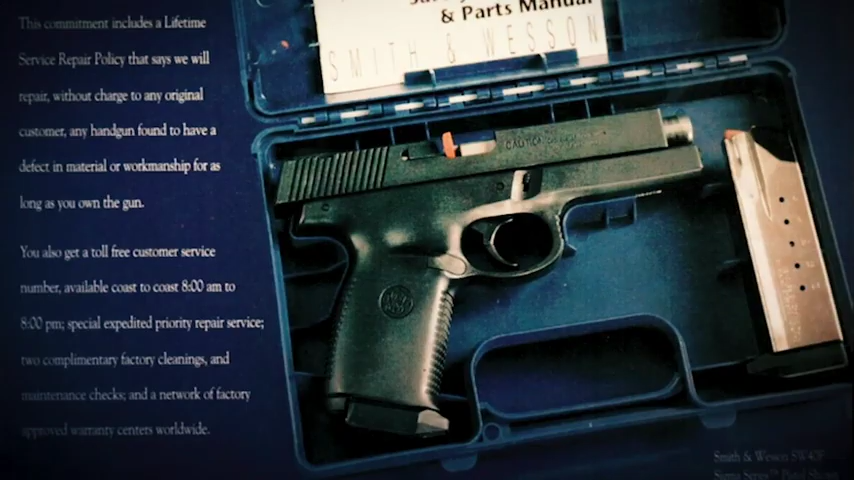 This commitment includes a Lifetime
Service Repair Policy that says we will
repair, without charge to any original
customer, any handgun found to have a
defect in material or workmanship for as
long as you own the gun.
You also get a toll free customer service
number, available coast to coast 8:00 am to
8:00 pm; special expedited priority repair service;
two complimentary factory cleanings, and
maintenance checks; and a network of factory
approved warranty centers worldwide.
& Parts Manual
SMITH & WESSON
CAUTION
Smith & Wesson SW40F
Sigma Series™ Pistol Shown